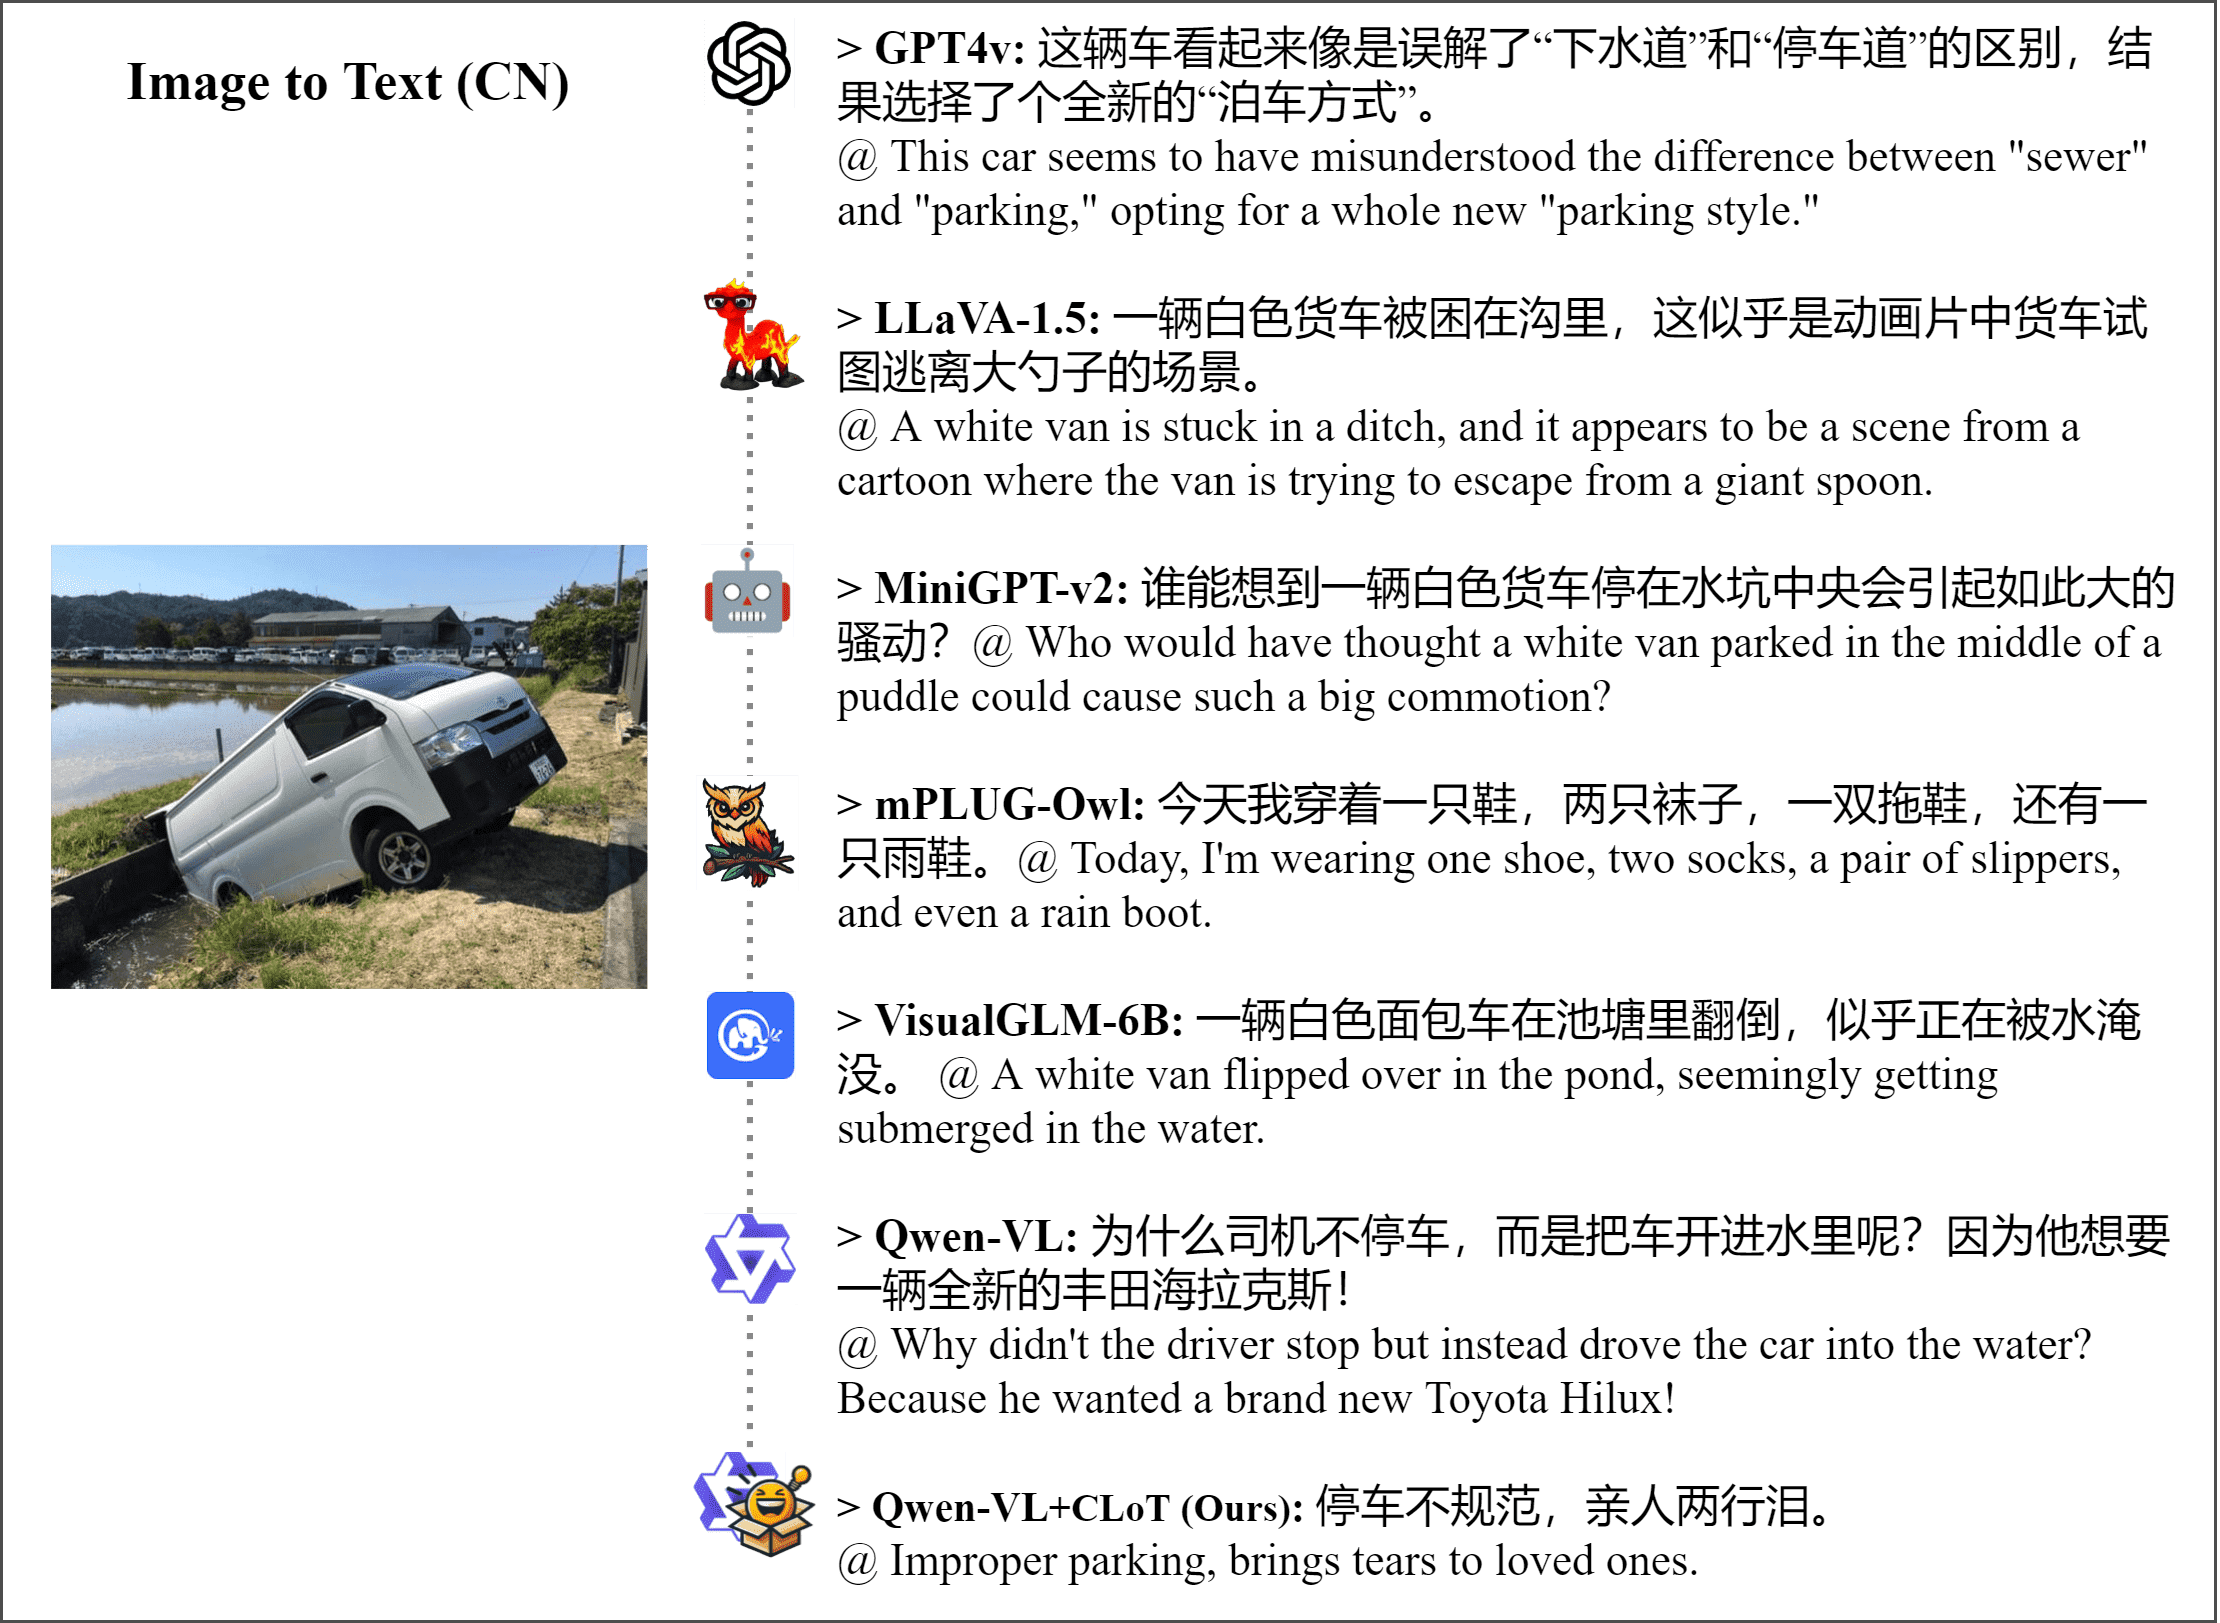 Image to Text (CN)
> GPT4v: 这辆车看起来像是误解了“下水道”和“停车道”的区别，结
果选择了个全新的“泊车方式”。
@ This car seems to have misunderstood the difference between "sewer"
and "parking," opting for a whole new "parking style."
> LLaVA-1.5: 一辆白色货车被困在沟里，这似乎是动画片中货车试
图逃离大勺子的场景。
@ A white van is stuck in a ditch, and it appears to be a scene from a
cartoon where the van is trying to escape from a giant spoon.
> MiniGPT-v2: 谁能想到一辆白色货车停在水坑中央会引起如此大的
骚动？@ Who would have thought a white van parked in the middle of a
puddle could cause such a big commotion?
> mPLUG-Owl: 今天我穿着一只鞋，两只袜子，一双拖鞋，还有一
只雨鞋。@ Today, I'm wearing one shoe, two socks, a pair of slippers,
and even a rain boot.
> VisualGLM-6B: 一辆白色面包车在池塘里翻倒，似乎正在被水淹
没。 @ A white van flipped over in the pond, seemingly getting
submerged in the water.
> Qwen-VL: 为什么司机不停车，而是把车开进水里呢？因为他想要
一辆全新的丰田海拉克斯！
@ Why didn't the driver stop but instead drove the car into the water?
Because he wanted a brand new Toyota Hilux!
> Qwen-VL+CLoT (Ours): 停车不规范，亲人两行泪。
@ Improper parking, brings tears to loved ones.